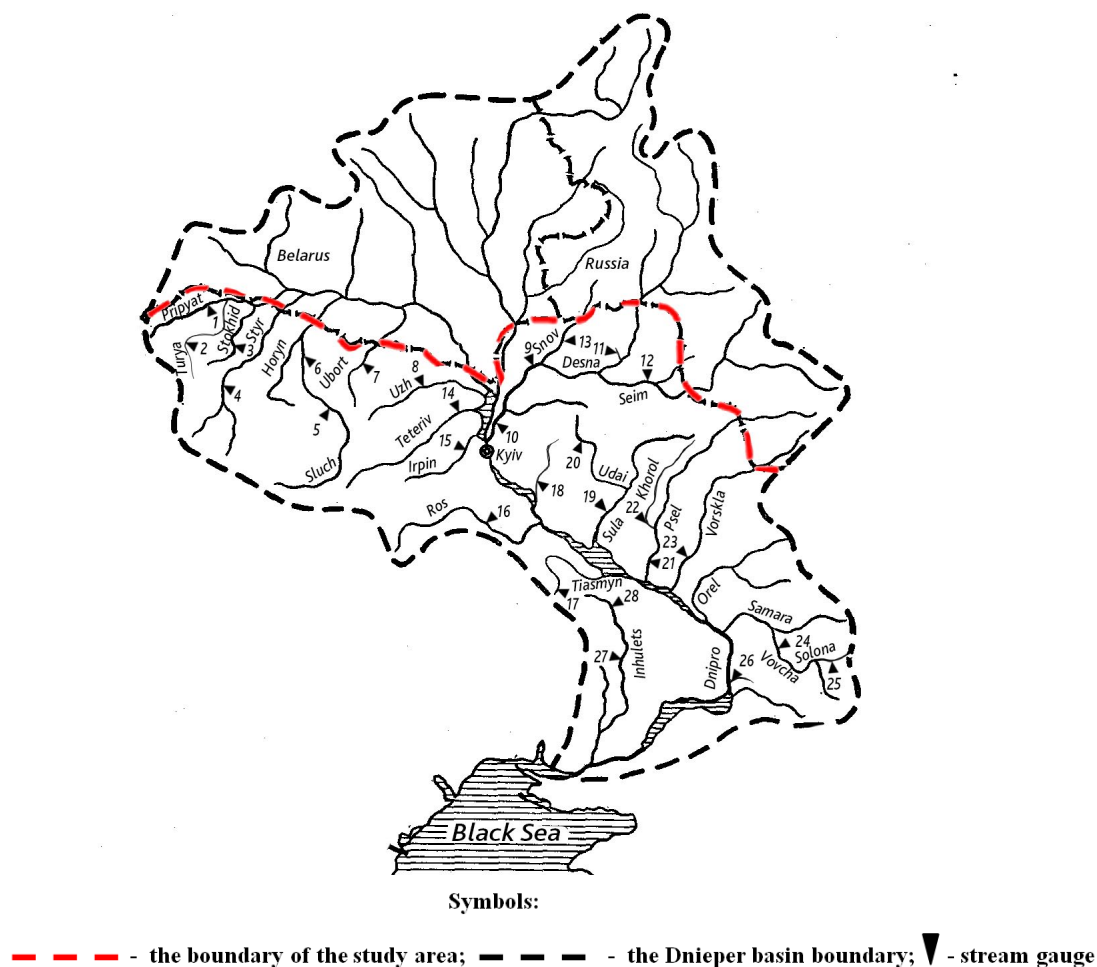 Belarus
Russia
Pripyat
1
Turya
2
Stokhid
3
Styr
4
Horyn
5
6
Ubort
7
8
Uzh
9
Snov
13
11
Desna
12
Seim
14
Teteriv
15
Irpin
10
Kyiv
Sluch
20
Udai
18
19
Khorol
22
Sula
Psel
Vorskla
23
21
Ros
16
Tiasmyn
17
28
Orel
Samara
24
Solona
Vovcha
25
26
Dnipro
27
Inhulets
Black Sea
Symbols:
- the boundary of the study area; - the Dnieper basin boundary; - stream gauge